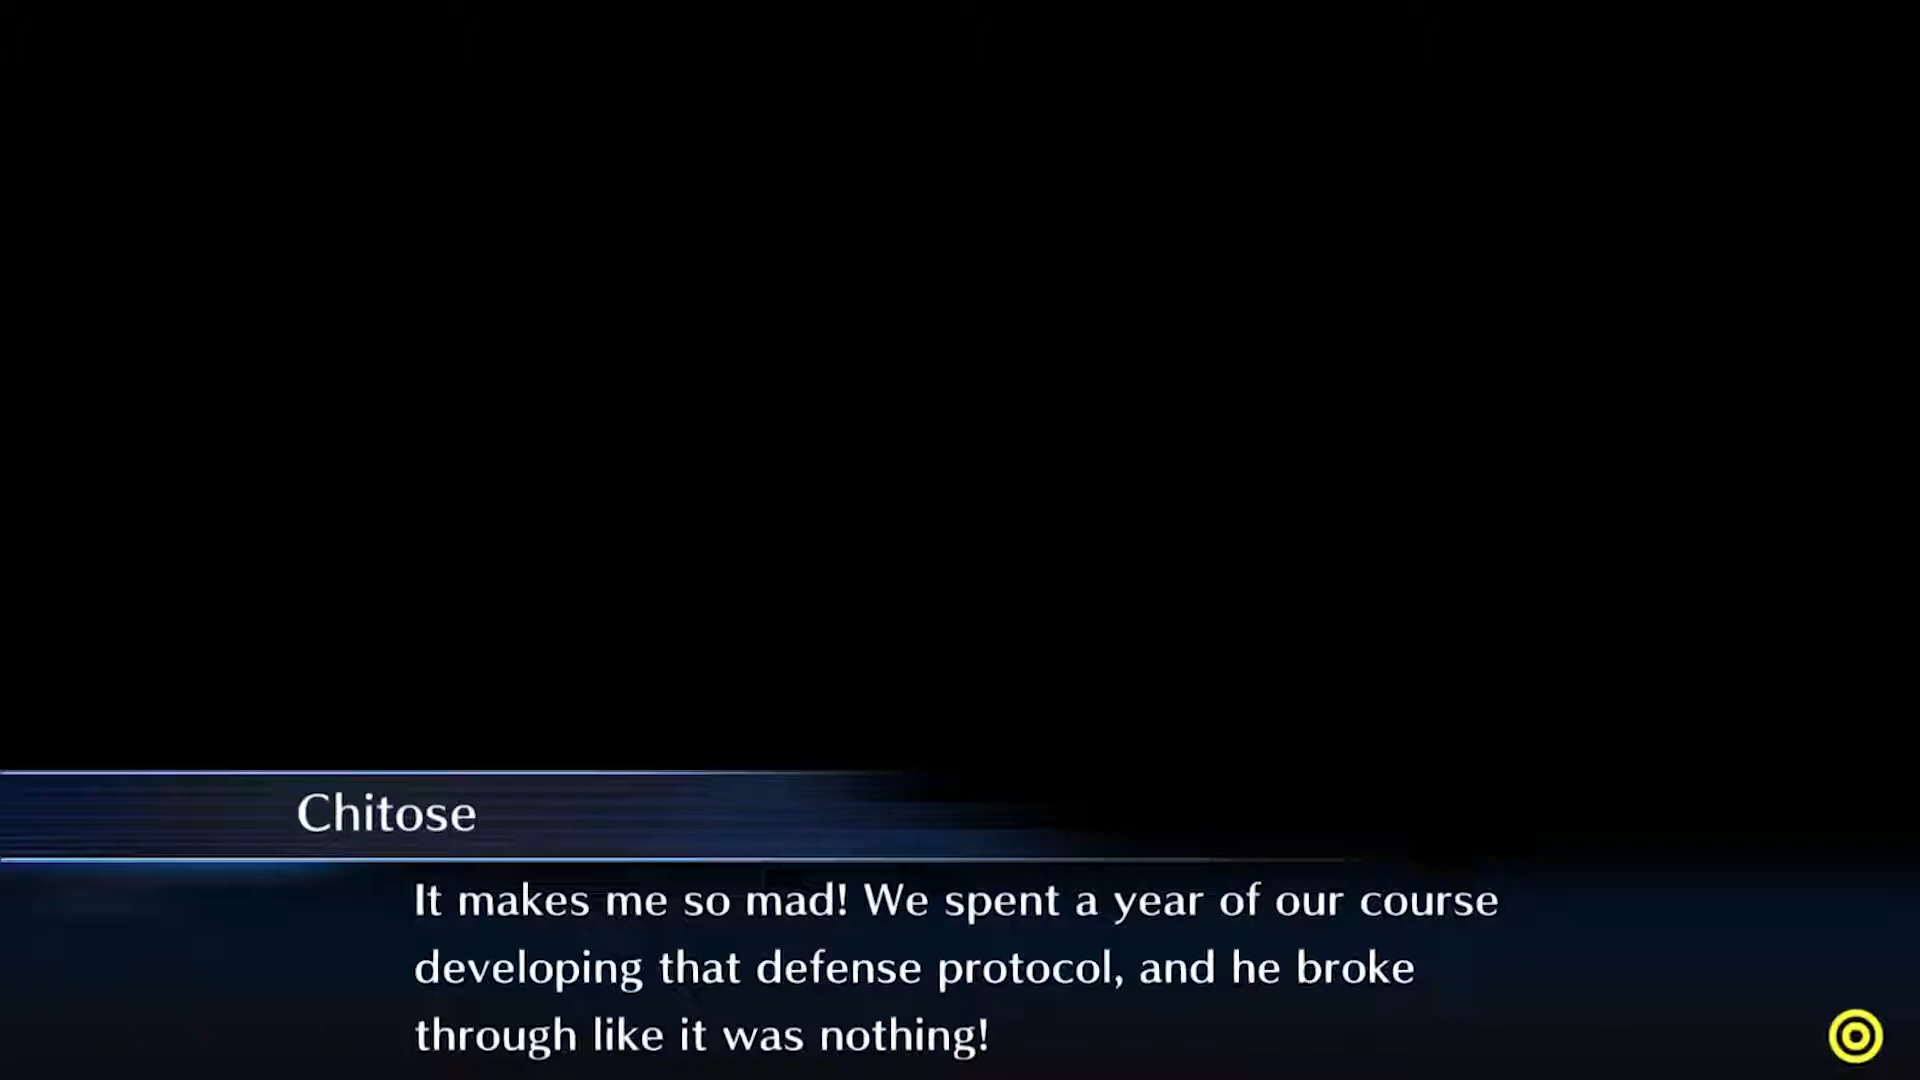 Chitose
It makes me so mad! We spent a year of our course
developing that defense protocol, and he broke
through like it was nothing!